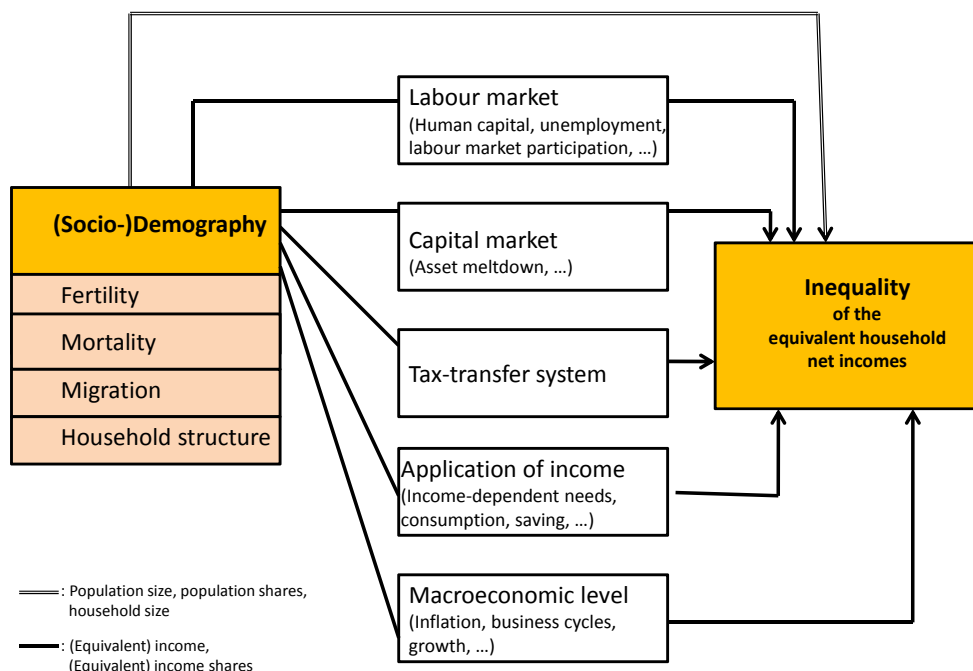 Labour market
(Human capital, unemployment,
labour market participation, …)
(Socio-)Demography
Fertility
Mortality
Migration
Household structure
Capital market
(Asset meltdown, …)
Tax-transfer system
Application of income
(Income-dependent needs,
consumption, saving, …)
Macroeconomic level
(Inflation, business cycles,
growth, …)
Inequality
of the
equivalent household
net incomes
: Population size, population shares,
household size
: (Equivalent) income,
(Equivalent) income shares